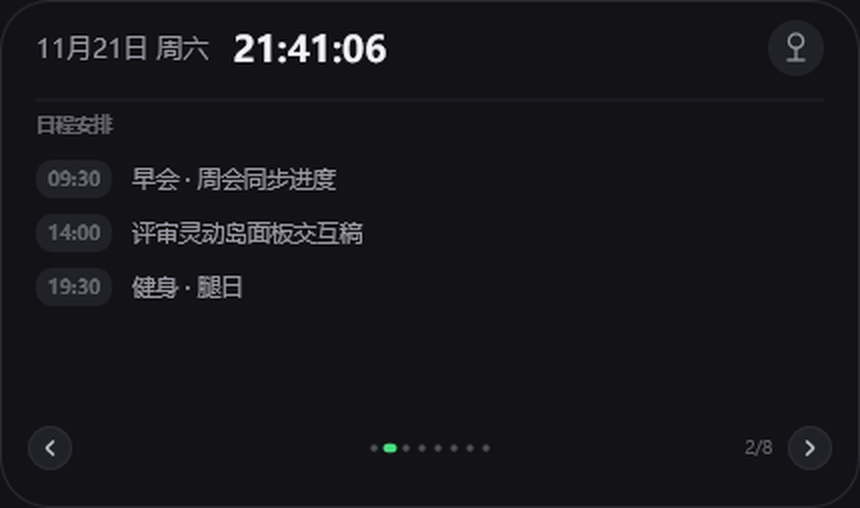 11月21日 周六 21:41:06
日程安排
09:30 早会 · 周会同步进度
14:00 评审灵动岛面板交互稿
19:30 健身 · 腿日
2/8